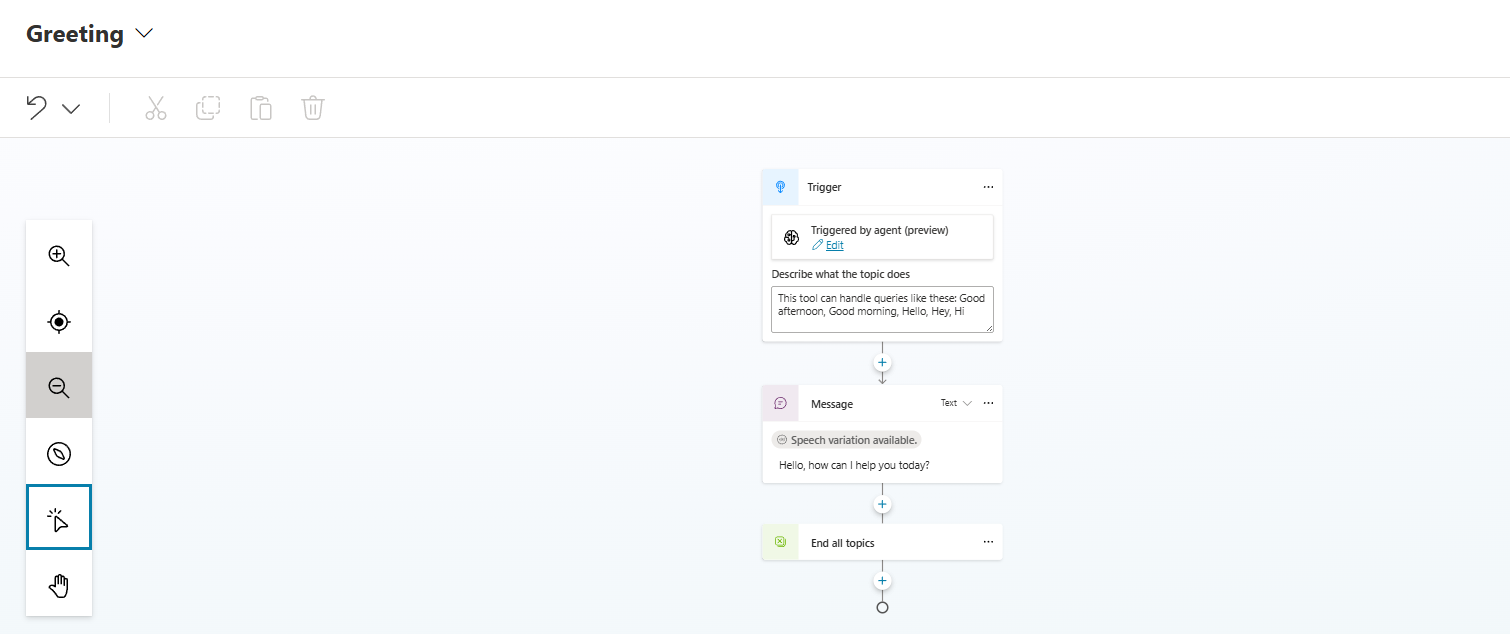 Greeting
Trigger
Triggered by agent (preview)
Edit
Describe what the topic does
This tool can handle queries like these: Good
afternoon, Good morning, Hello, Hey, Hi
Message
Text
Speech variation available.
Hello, how can I help you today?
End all topics